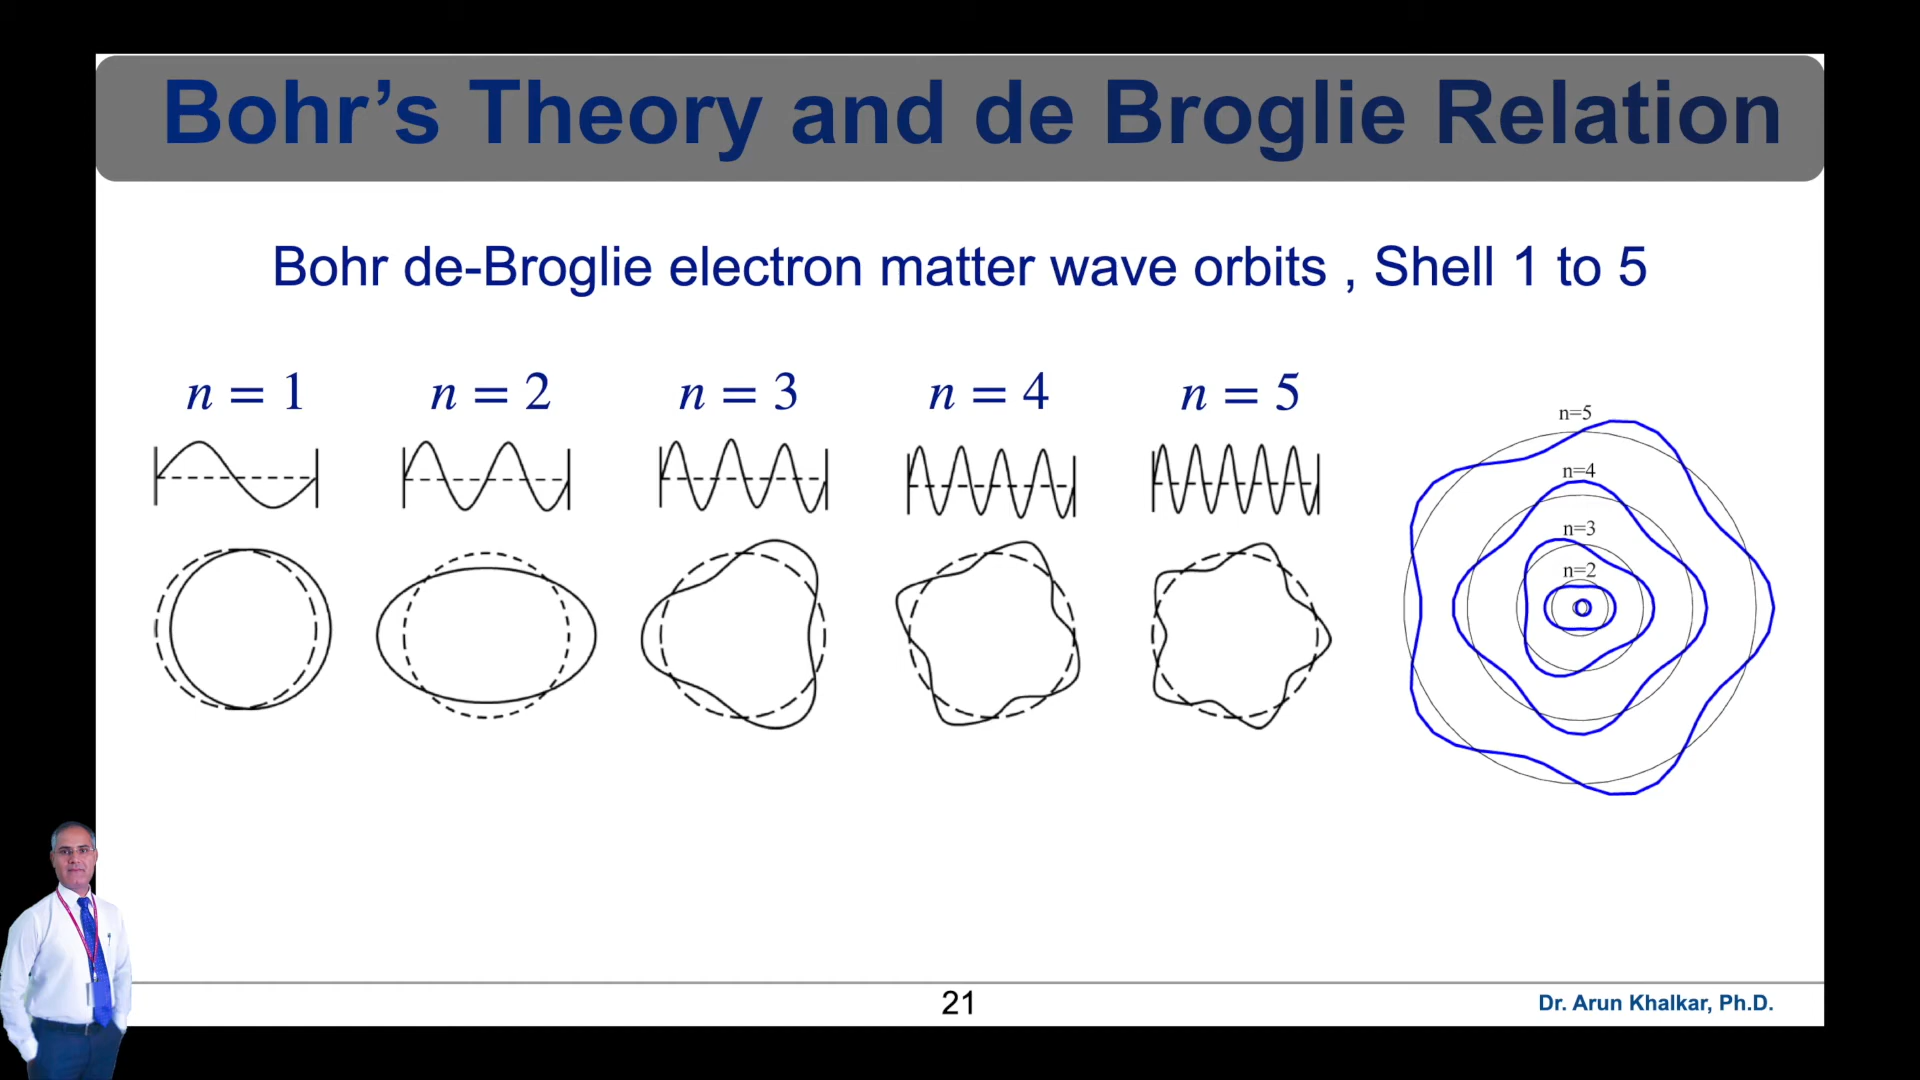 Bohr’s Theory and de Broglie Relation
Bohr de-Broglie electron matter wave orbits , Shell 1 to 5
n = 1
n = 2
n = 3
n = 4
n = 5
n=5
n=4
n=3
n=2
21
Dr. Arun Khalkar, Ph.D.